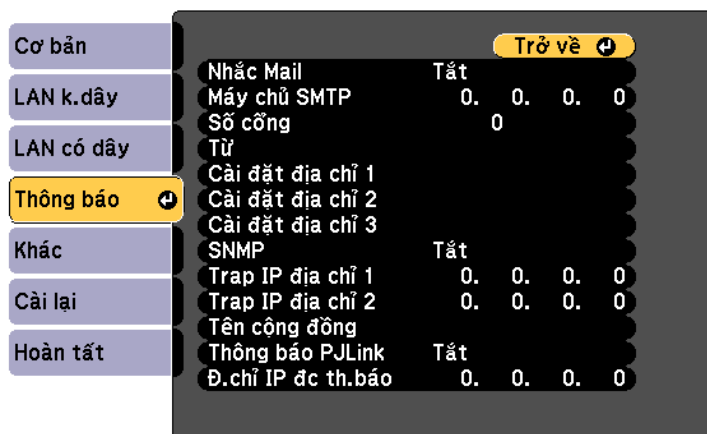 Cơ bản
LAN k.dây
LAN có dây
Thông báo
Khác
Cài lại
Hoàn tất
Trở về
Nhắc Mail Tắt
Máy chủ SMTP 0. 0. 0. 0
Số cổng 0
Từ
Cài đặt địa chỉ 1
Cài đặt địa chỉ 2
Cài đặt địa chỉ 3
SNMP Tắt
Trap IP địa chỉ 1 0. 0. 0. 0
Trap IP địa chỉ 2 0. 0. 0. 0
Tên cộng đồng
Thông báo PJLink Tắt
Đ.chỉ IP đc th.báo 0. 0. 0. 0